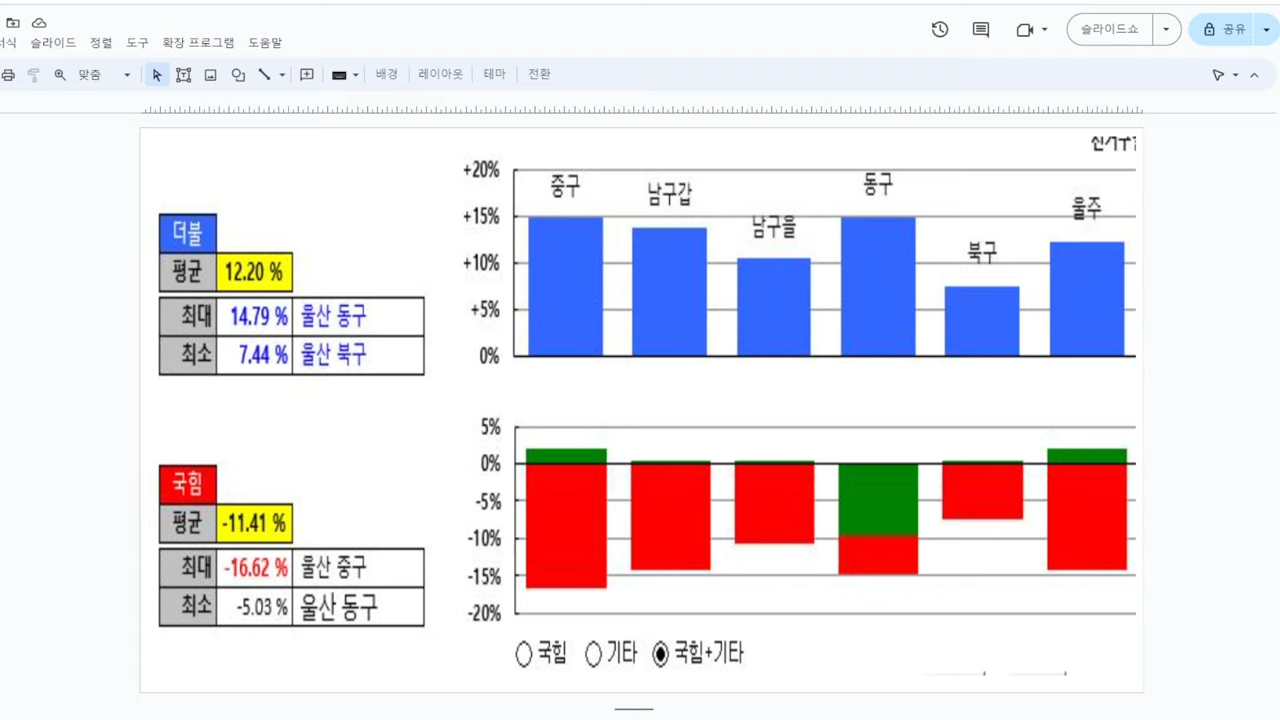 서식 슬라이드 정렬 도구 확장 프로그램 도움말
슬라이드쇼
공유
맞춤
배경 레이아웃 테마 전환
더불
평균 12.20 %
최대 14.79 % 울산 동구
최소 7.44 % 울산 북구
+20%
+15%
+10%
+5%
0%
중구
남구갑
남구을
동구
북구
울주
국힘
평균 -11.41 %
최대 -16.62 % 울산 중구
최소 -5.03 % 울산 동구
5%
0%
-5%
-10%
-15%
-20%
국힘 기타 국힘+기타